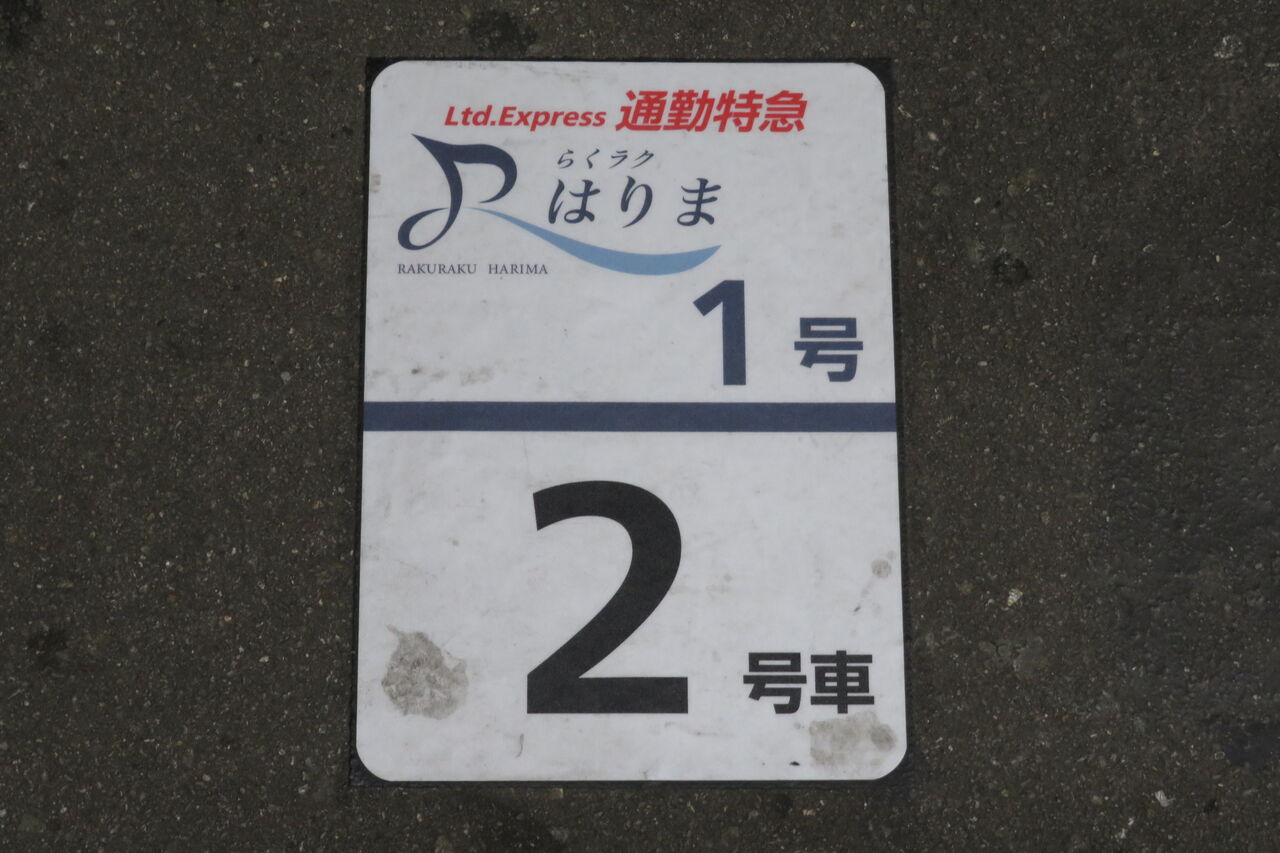 Ltd.Express 通勤特急
らくラク
はりま
RAKURAKU HARIMA
1号
2号車